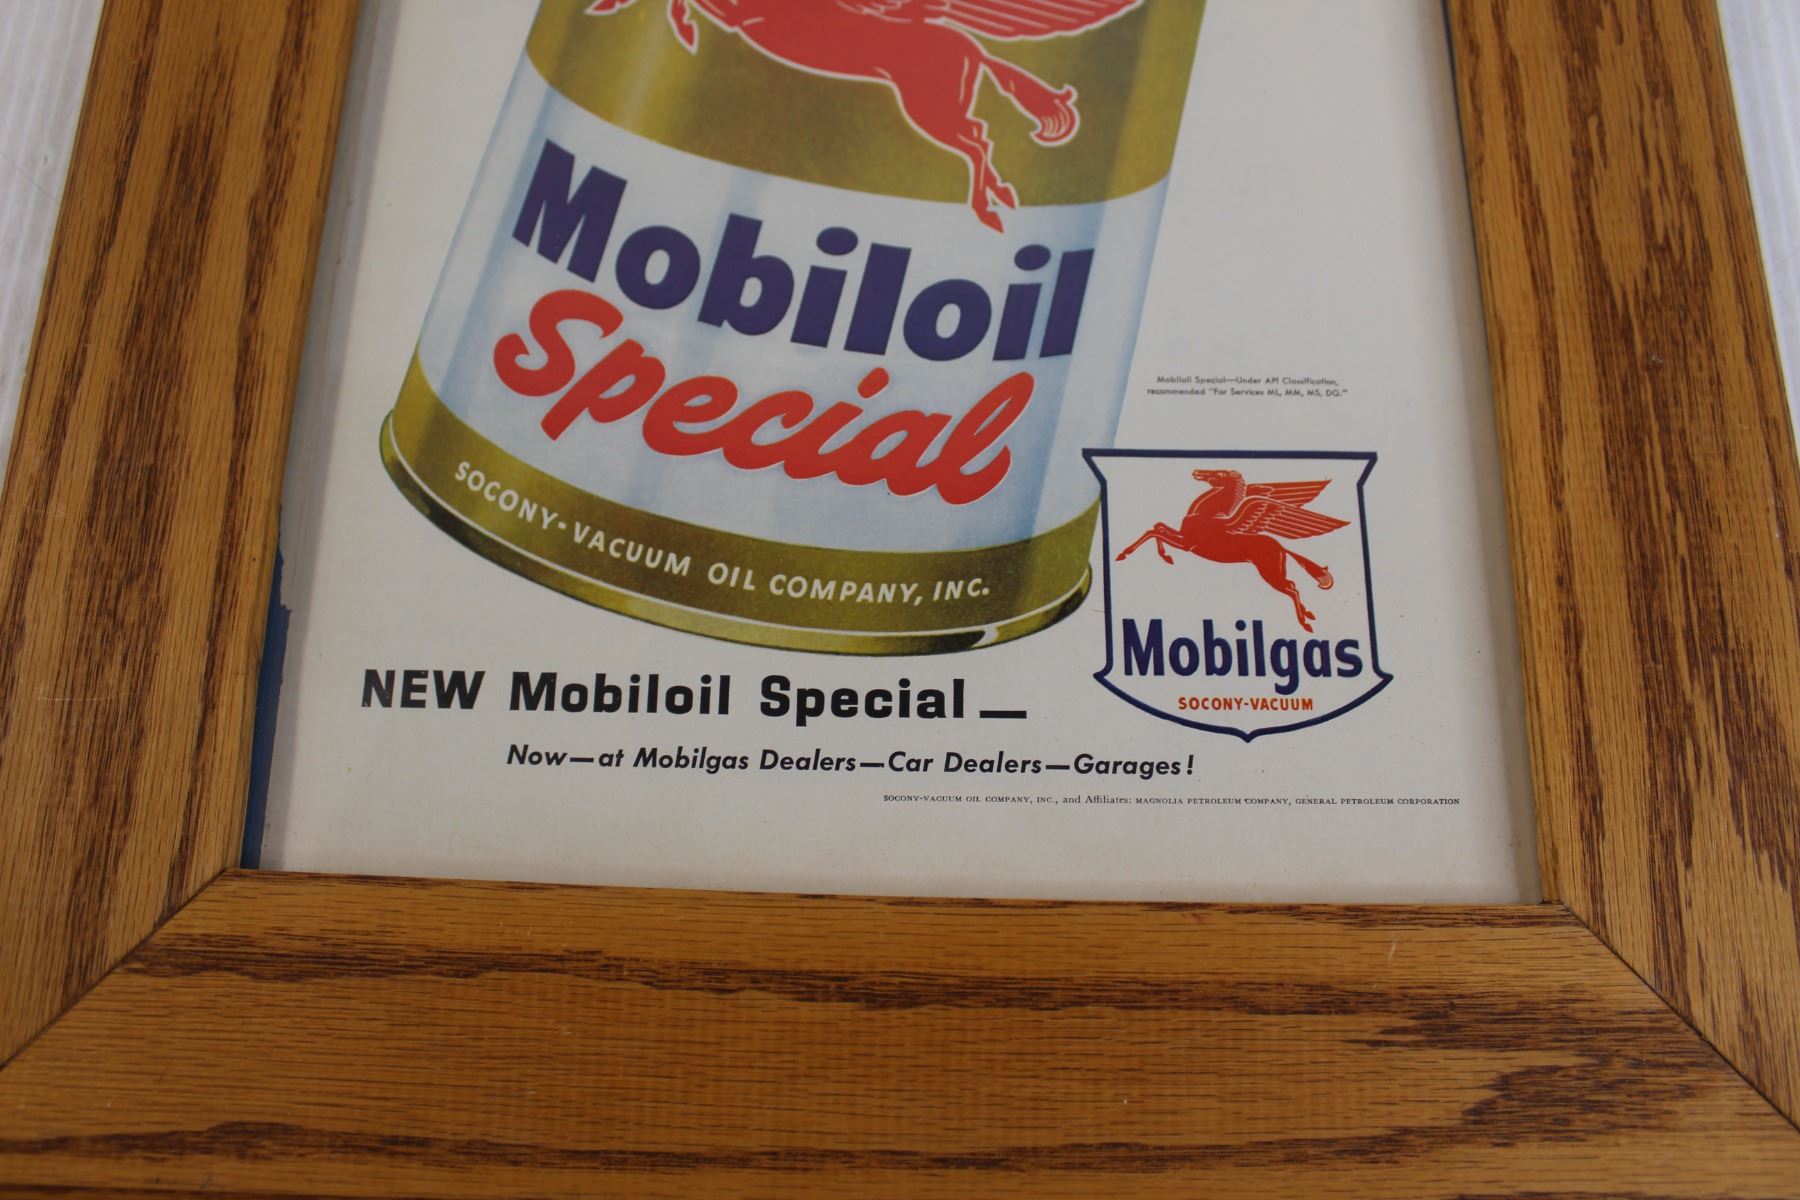 Mobiloil
Special
SOCONY-VACUUM OIL COMPANY, INC.
Mobiloil Special—Under API Classification,
recommended "For Services ML, MM, MS, DG."
Mobilgas
SOCONY-VACUUM
NEW Mobiloil Special—
Now—at Mobilgas Dealers—Car Dealers—Garages!
SOCONY-VACUUM OIL COMPANY, INC., and Affiliates: MAGNOLIA PETROLEUM COMPANY, GENERAL PETROLEUM CORPORATION